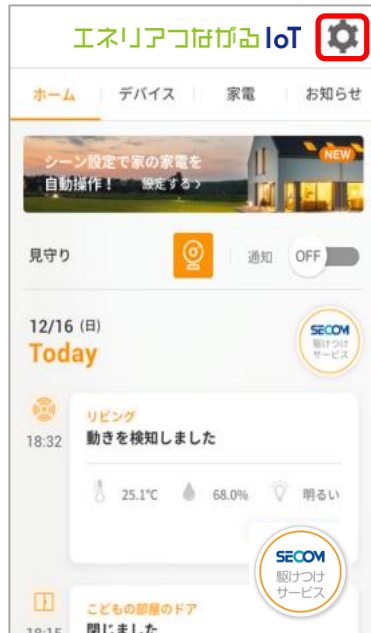 エネリアつながるIoT
ホーム
デバイス
家電
お知らせ
シーン設定で家の家電を
自動操作！ 設定する>
NEW
見守り
通知
OFF
12/16 (日)
Today
SECOM
駆けつけ
サービス
18:32
リビング
動きを検知しました
25.1℃
68.0%
明るい
SECOM
駆けつけ
サービス
18:15
こどもの部屋のドア
閉じました